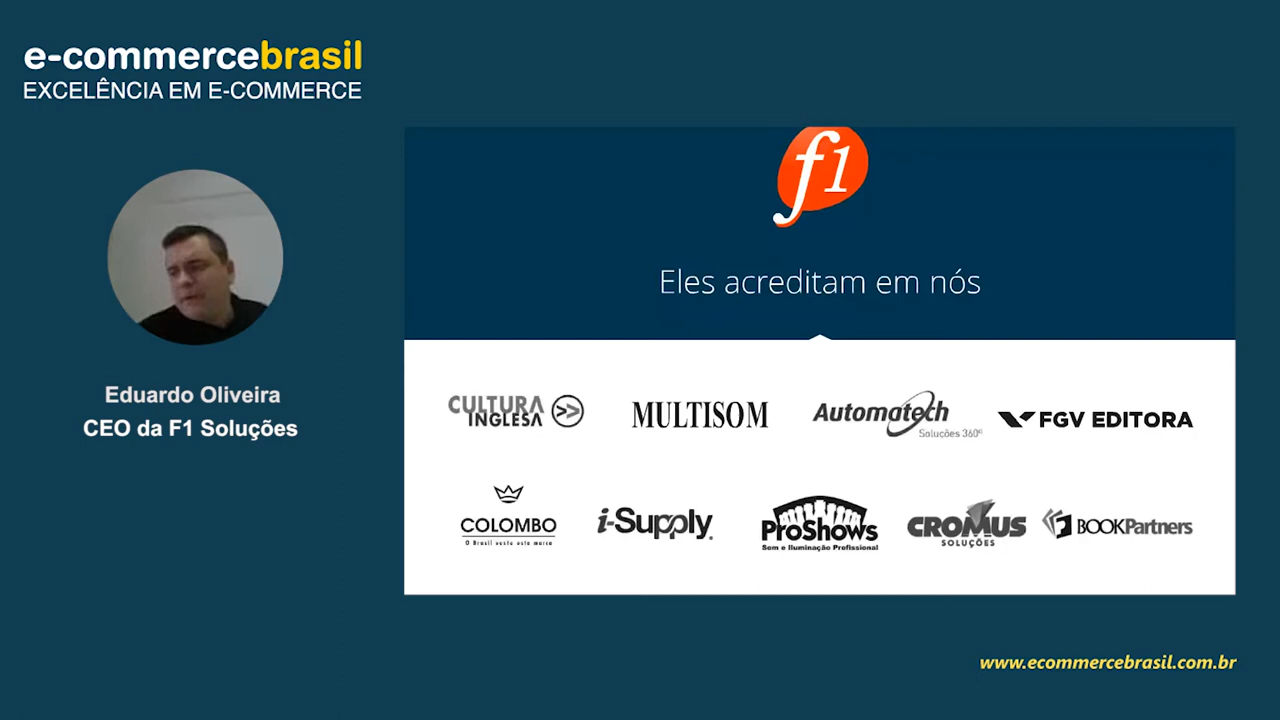 e-commercebrasil
EXCELÊNCIA EM E-COMMERCE
Eduardo Oliveira
CEO da F1 Soluções
f1
Eles acreditam em nós
CULTURA
INGLESA
MULTISOM
Automatech
Soluções 360º
FGV EDITORA
COLOMBO
O Brasil veste esta marca
i-Supply
ProShows
Som e Iluminação Profissional
CROMUS
SOLUÇÕES
BOOKPartners
www.ecommercebrasil.com.br